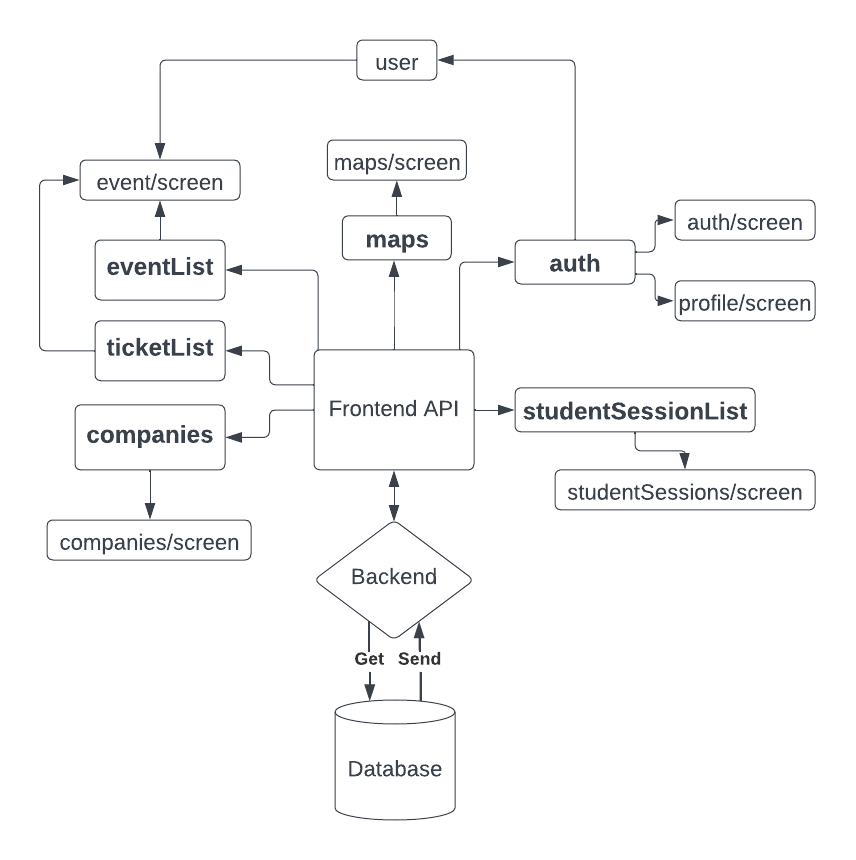 user
maps/screen
event/screen
auth/screen
maps
auth
eventList
profile/screen
ticketList
Frontend API
studentSessionList
companies
studentSessions/screen
companies/screen
Backend
Get
Send
Database